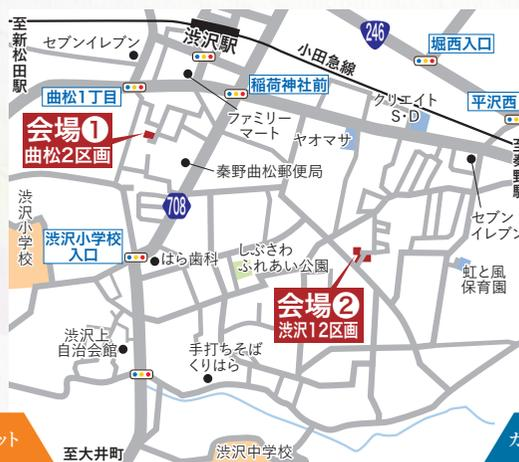 至新松田駅
セブンイレブン
渋沢駅
246
小田急線
堀西入口
曲松1丁目
稲荷神社前
クリエイト
S・D
平沢西
会場❶
曲松2区画
ファミリー
マート
ヤオマサ
至秦野駅
秦野曲松郵便局
渋沢小学校
708
セブン
イレブン
渋沢小学校
入口
はら歯科
しぶさわ
ふれあい公園
虹と風
保育園
会場❷
渋沢12区画
渋沢上
自治会館
手打ちそば
くりはら
ット
カ
至大井町
渋沢中学校